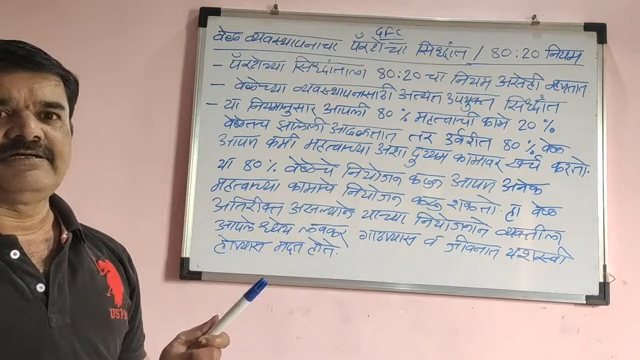 GFC
वेळ व्यवस्थापनाचा पॅरेटोचा सिद्धांत / 80:20 नियम
- पॅरेटोच्या सिद्धांताला 80:20 चा नियम असेही म्हणतात
- वेळेच्या व्यवस्थापनासाठी अत्यंत उपयुक्त सिद्धांत
- या नियमानुसार आपली 80% महत्वाची कामे 20%
वेळेतच झालेली आढळतात तर उर्वरीत 80% वेळ
आपण कमी महत्वाच्या अशा दुय्यम कामावर खर्च करतो.
या 80% वेळेचे नियोजन करून आपण अनेक
महत्वाच्या कामाचे नियोजन करू शकतो. हा वेळ
अतिरीक्त असल्याने याच्या नियोजनाने व्यक्तीला
आपले ध्येय लवकर गाठण्यास व जीवनात यशस्वी
होण्यास मदत होते.